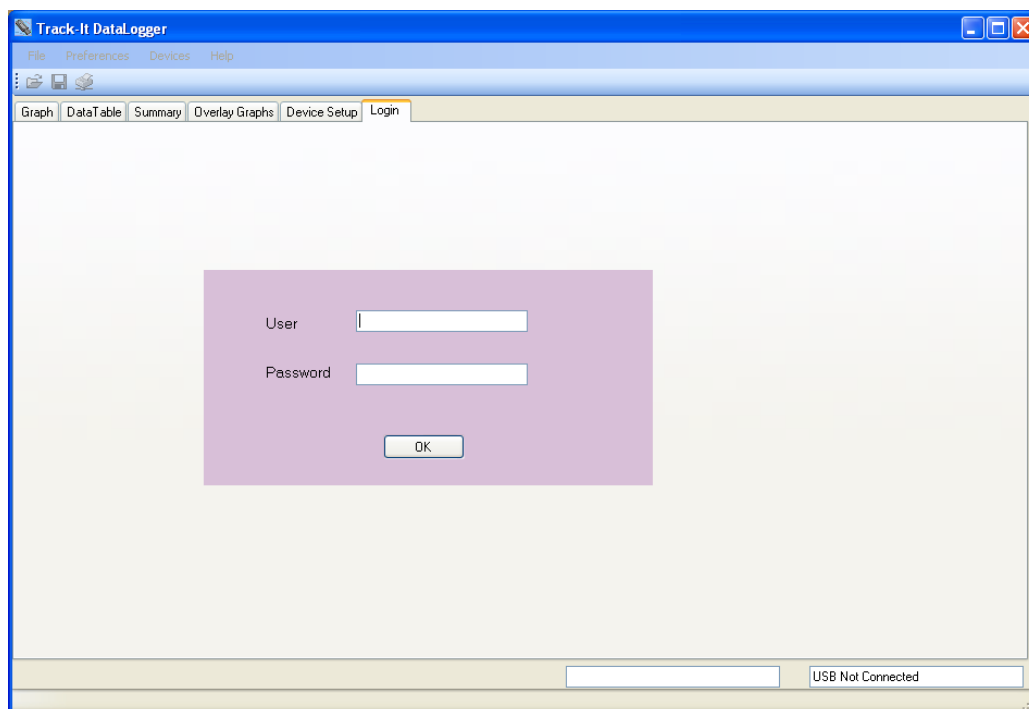 Track-It DataLogger
File Preferences Devices Help
Graph DataTable Summary Overlay Graphs Device Setup Login
User
Password
OK
USB Not Connected